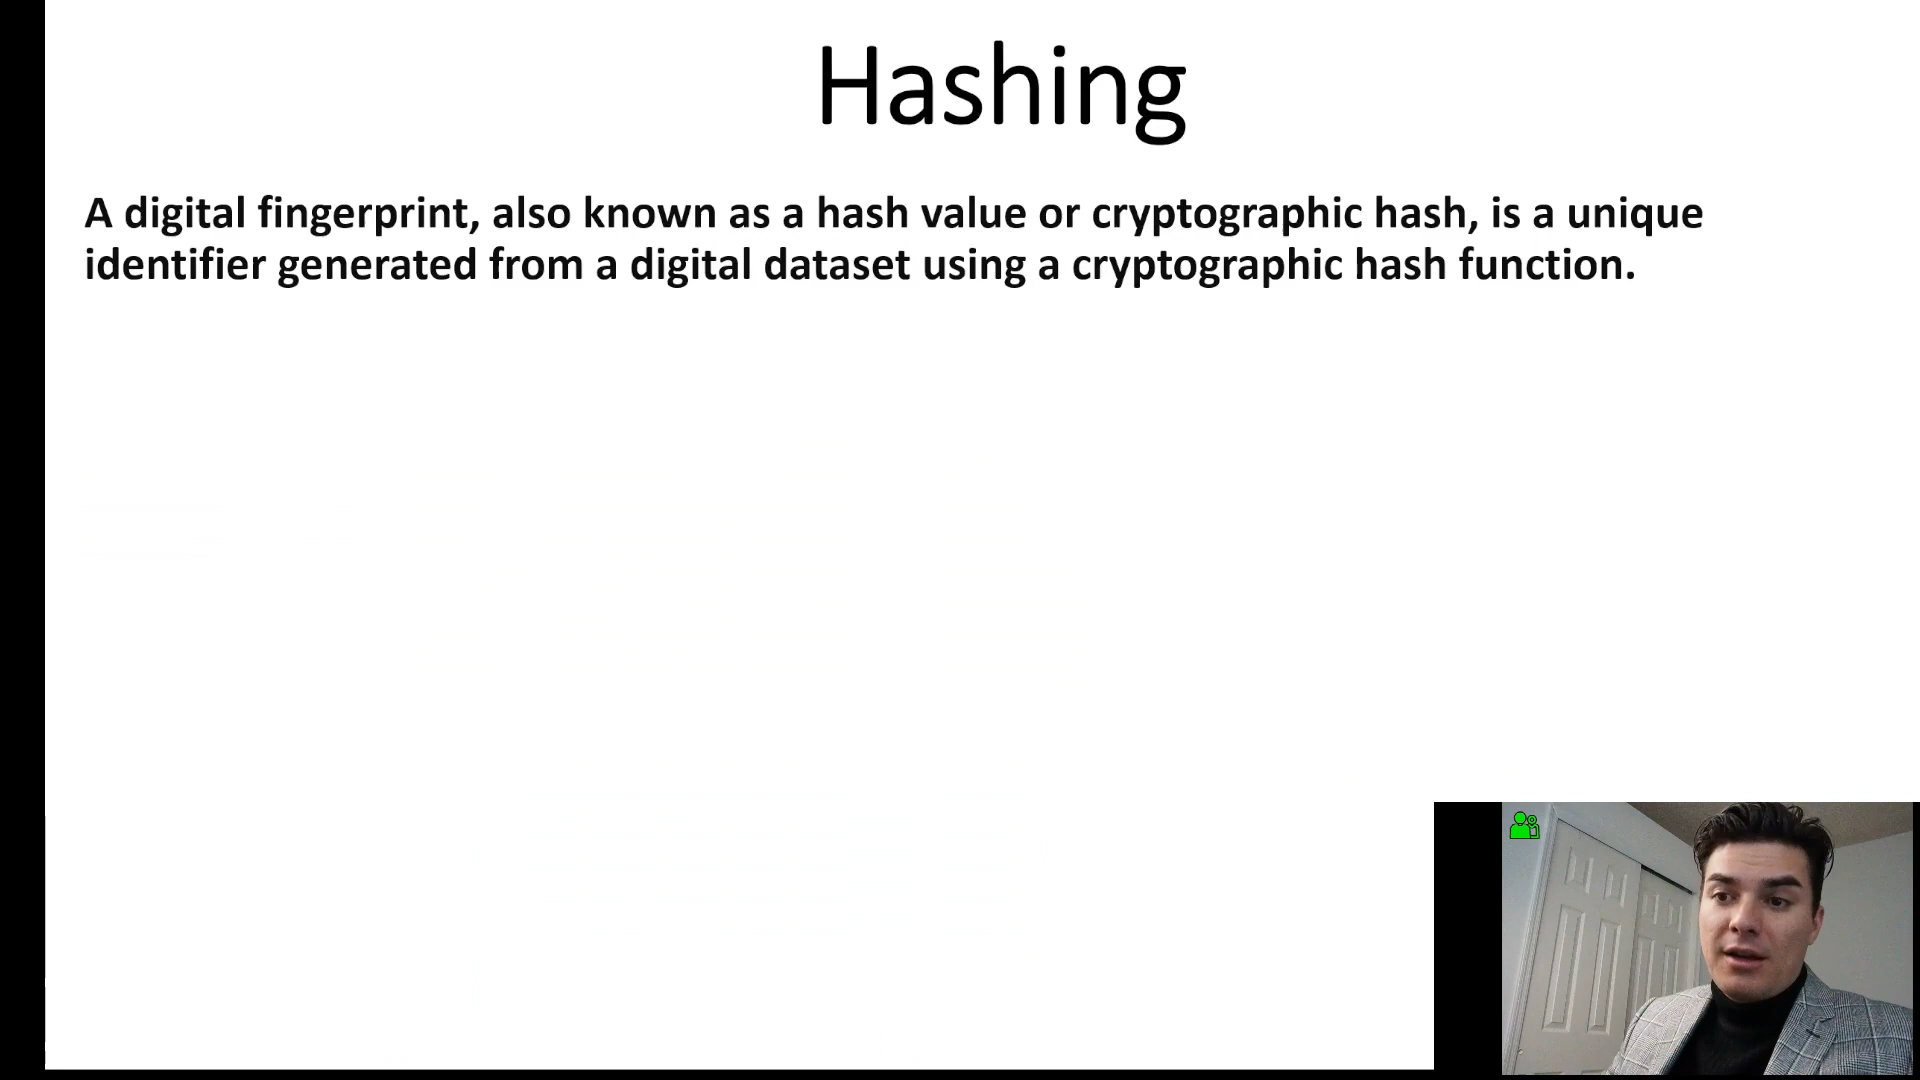 Hashing
A digital fingerprint, also known as a hash value or cryptographic hash, is a unique
identifier generated from a digital dataset using a cryptographic hash function.